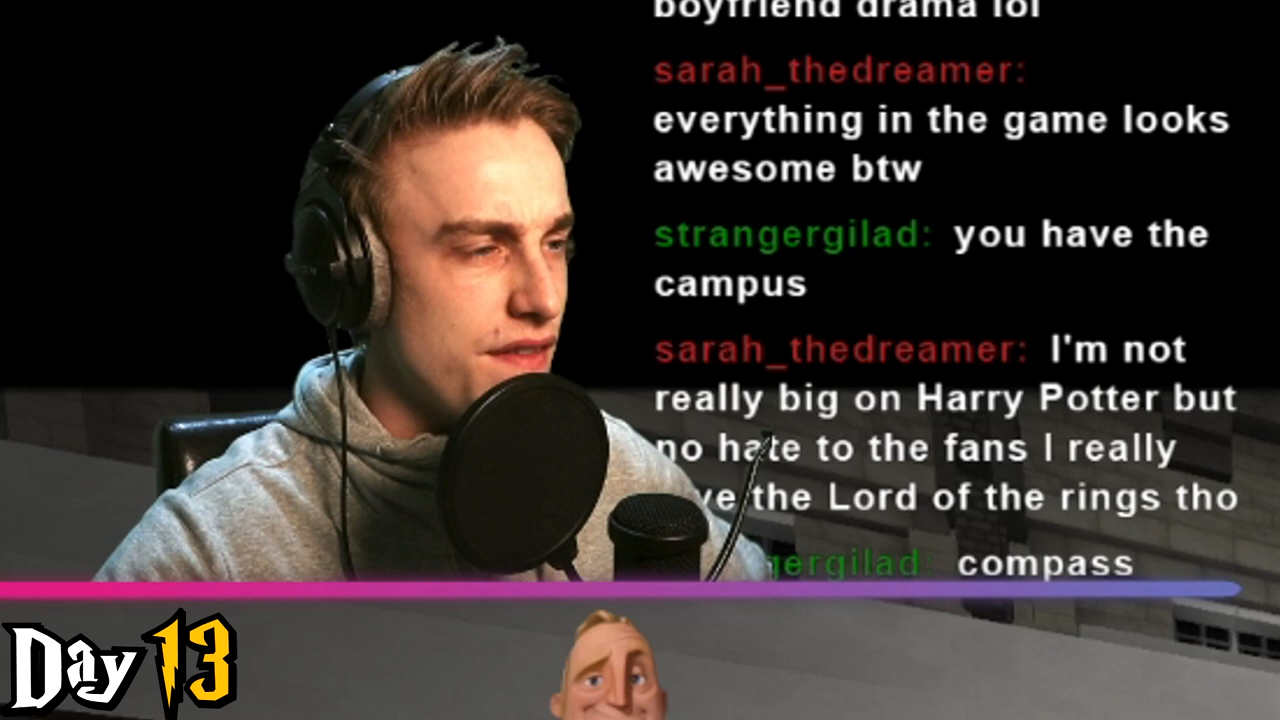 boyfriend drama lol
sarah_thedreamer:
everything in the game looks
awesome btw
strangergilad: you have the
campus
sarah_thedreamer: I'm not
really big on Harry Potter but
no hate to the fans I really
the Lord of the rings tho
compass
Day 13